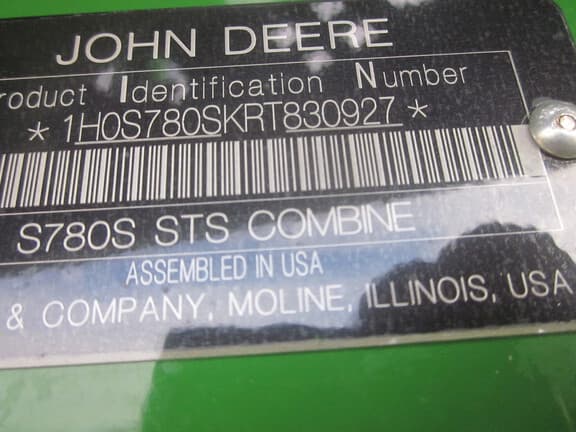 JOHN DEERE
roduct Identification Number
* 1H0S780SKRT830927 *
S780S STS COMBINE
ASSEMBLED IN USA
& COMPANY, MOLINE, ILLINOIS, USA